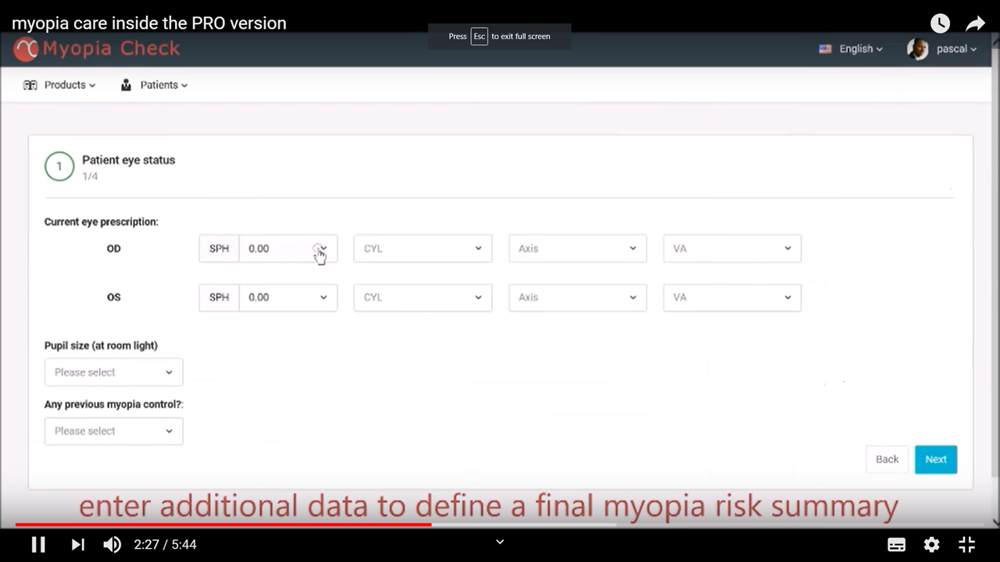 myopia care inside the PRO version
Press Esc to exit full screen
Myopia Check
English
pascal
Products
Patients
1
Patient eye status
1/4
Current eye prescription:
OD SPH 0.00 CYL Axis VA
OS SPH 0.00 CYL Axis VA
Pupil size (at room light)
Please select
Any previous myopia control?:
Please select
Back Next
enter additional data to define a final myopia risk summary
2:27 / 5:44